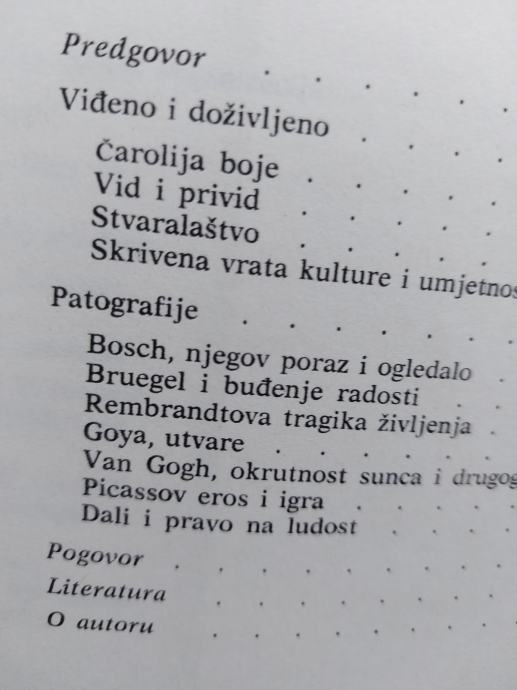 Predgovor . . . . .
Viđeno i doživljeno . . . .
Čarolija boje . . . . .
Vid i privid . . . . .
Stvaralaštvo . . . . .
Skrivena vrata kulture i umjetnos
Patografije . . . . . .
Bosch, njegov poraz i ogledalo .
Bruegel i buđenje radosti . .
Rembrandtova tragika življenja .
Goya, utvare . . . . . .
Van Gogh, okrutnost sunca i drugog
Picassov eros i igra . . . .
Dali i pravo na ludost . . . .
Pogovor . . . . . . . .
Literatura . . . . . . .
O autoru . . . . . . .